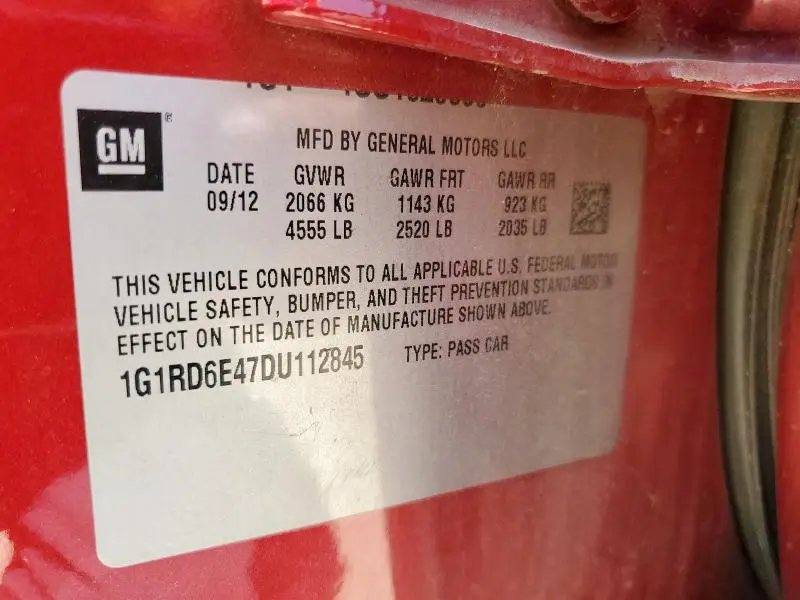 GM
MFD BY GENERAL MOTORS LLC
DATE GVWR GAWR FRT GAWR RR
09/12 2066 KG 1143 KG 923 KG
4555 LB 2520 LB 2035 LB
THIS VEHICLE CONFORMS TO ALL APPLICABLE U.S. FEDERAL MOTOR
VEHICLE SAFETY, BUMPER, AND THEFT PREVENTION STANDARDS IN
EFFECT ON THE DATE OF MANUFACTURE SHOWN ABOVE.
1G1RD6E47DU112845 TYPE: PASS CAR